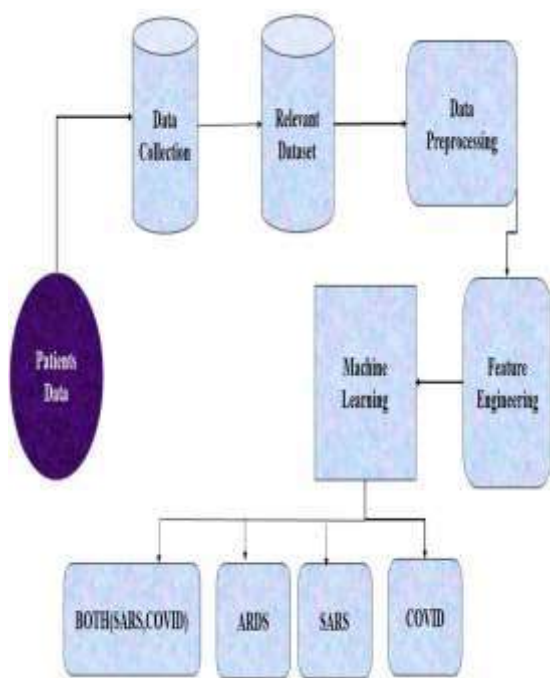 Data
Collection
Relevant
Dataset
Data
Preprocessing
Patients
Data
Machine
Learning
Feature
Engineering
BOTH(SARS,COVID)
ARDS
SARS
COVID